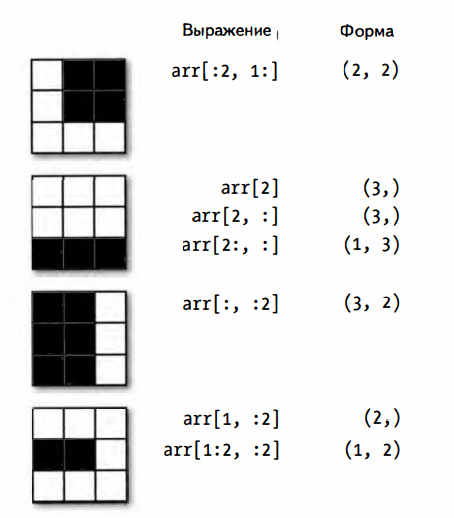 Выражение Форма
arr[:2, 1:] (2, 2)
arr[2] (3,)
arr[2, :] (3,)
arr[2:, :] (1, 3)
arr[:, :2] (3, 2)
arr[1, :2] (2,)
arr[1:2, :2] (1, 2)